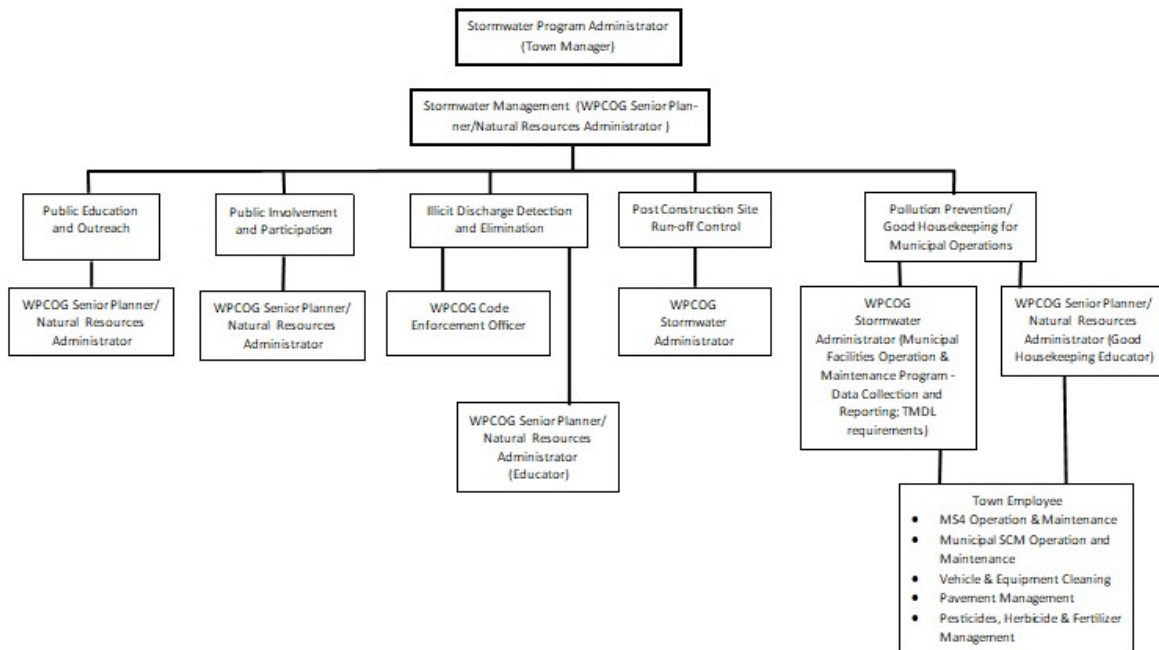 Stormwater Program Administrator
(Town Manager)
Stormwater Management (WPCOG Senior Plan-
ner/Natural Resources Administrator )
Public Education
and Outreach
Public Involvement
and Participation
Illicit Discharge Detection
and Elimination
Post Construction Site
Run-off Control
Pollution Prevention/
Good Housekeeping for
Municipal Operations
WPCOG Senior Planner/
Natural Resources
Administrator
WPCOG Senior Planner/
Natural Resources
Administrator
WPCOG Code
Enforcement Officer
WPCOG
Stormwater
Administrator
WPCOG
Stormwater
Administrator (Municipal
Facilities Operation &
Maintenance Program -
Data Collection and
Reporting; TMDL
requirements)
WPCOG Senior Planner/
Natural Resources
Administrator (Good
Housekeeping Educator)
WPCOG Senior Planner/
Natural Resources
Administrator
(Educator)
Town Employee
• MS4 Operation & Maintenance
• Municipal SCM Operation and
Maintenance
• Vehicle & Equipment Cleaning
• Pavement Management
• Pesticides, Herbicide & Fertilizer
Management